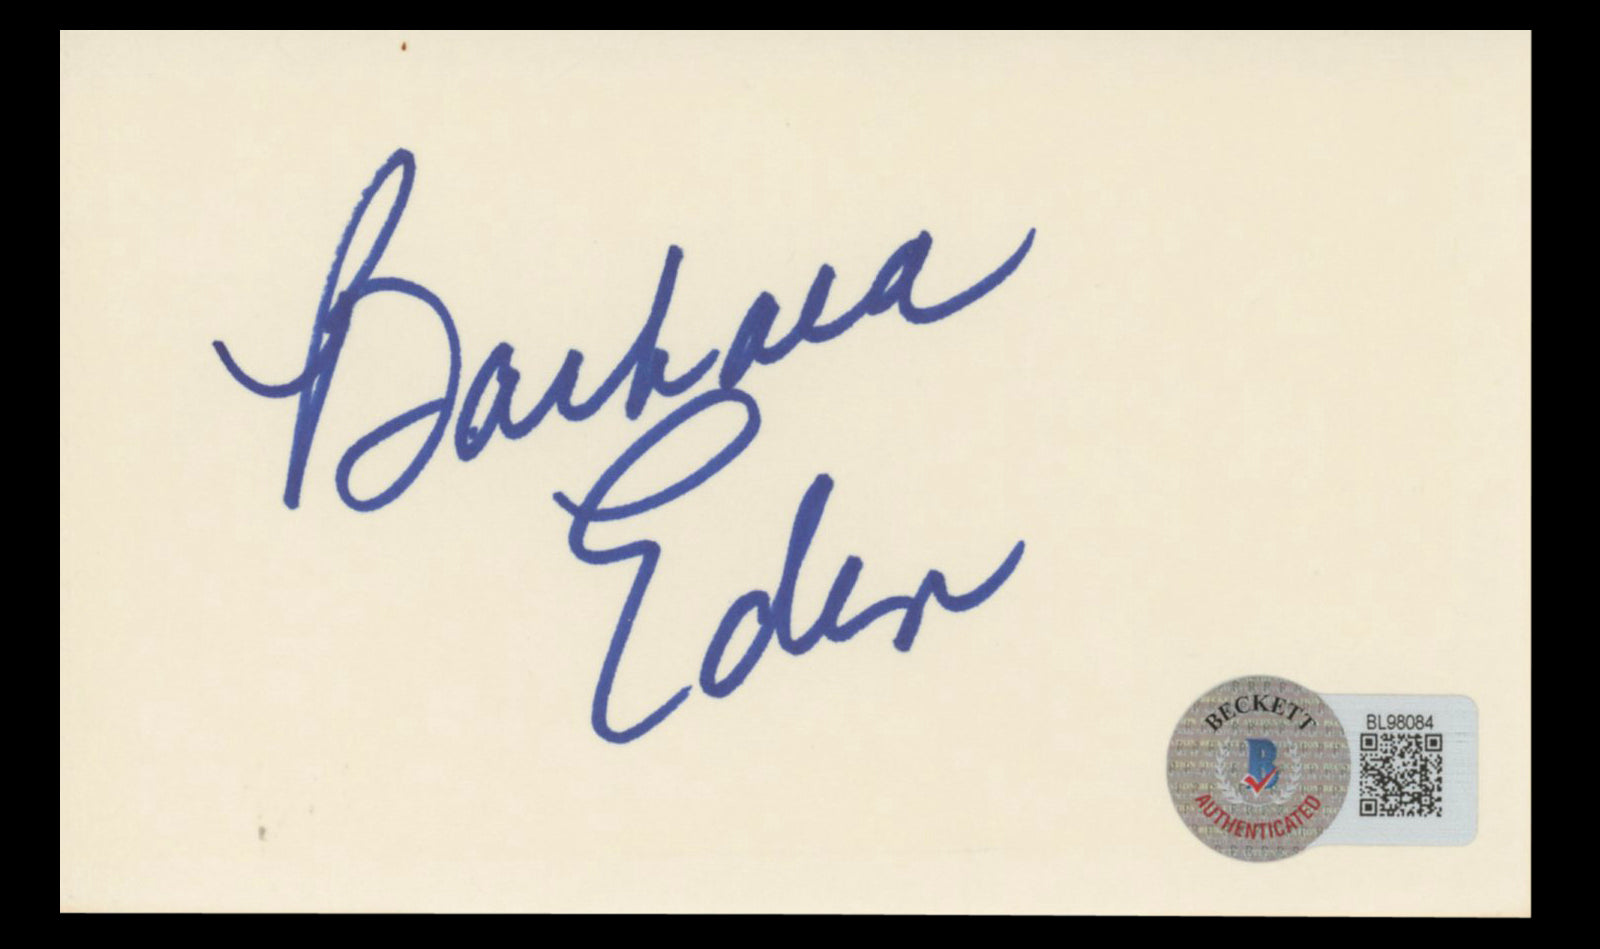 Barbara
Eden
BECKETT
AUTHENTICATED
BL98084